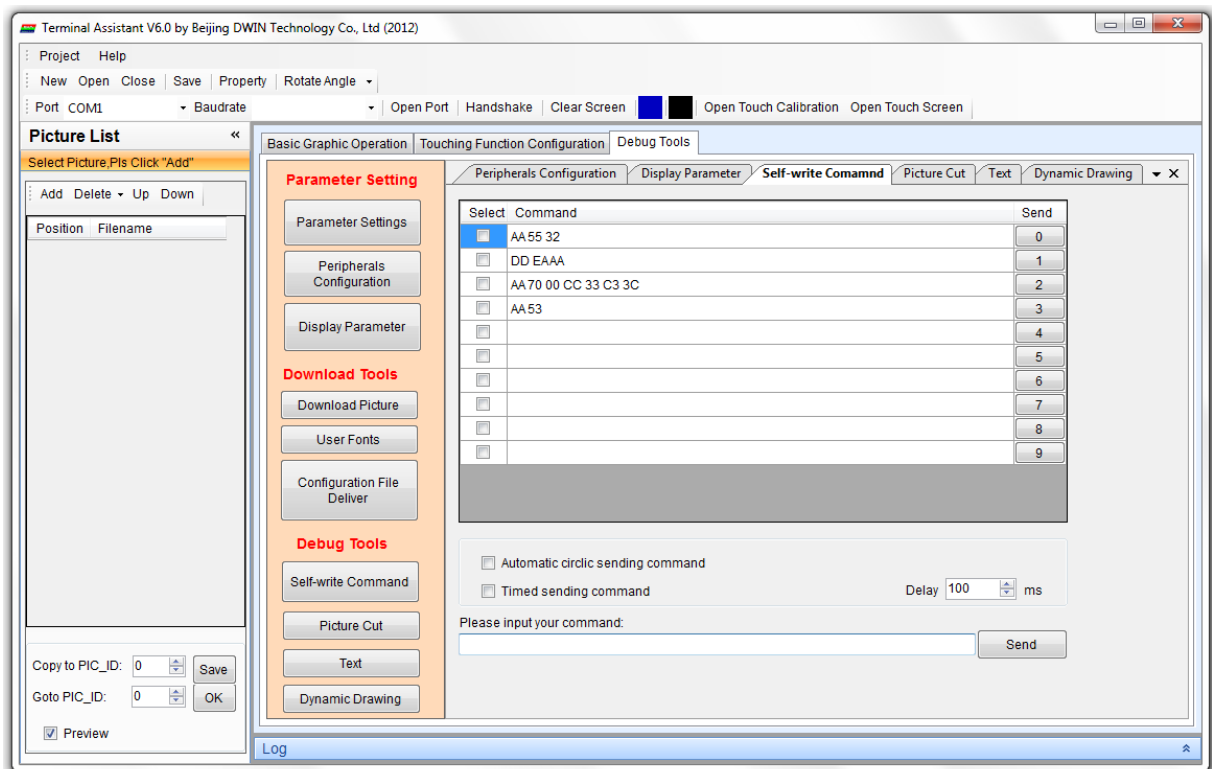 Terminal Assistant V6.0 by Beijing DWIN Technology Co., Ltd (2012)
Project Help
New Open Close Save Property Rotate Angle
Port COM1 Baudrate Open Port Handshake Clear Screen Open Touch Calibration Open Touch Screen
Picture List «
Select Picture,Pls Click "Add"
Add Delete Up Down
Position Filename
Copy to PIC_ID: 0 Save
Goto PIC_ID: 0 OK
Preview
Basic Graphic Operation Touching Function Configuration Debug Tools
Parameter Setting
Parameter Settings
Peripherals
Configuration
Display Parameter
Download Tools
Download Picture
User Fonts
Configuration File
Deliver
Debug Tools
Self-write Command
Picture Cut
Text
Dynamic Drawing
Peripherals Configuration Display Parameter Self-write Comamnd Picture Cut Text Dynamic Drawing
Select Command Send
AA 55 32 0
DD EAAA 1
AA 70 00 CC 33 C3 3C 2
AA 53 3
4
5
6
7
8
9
Automatic circlic sending command
Timed sending command Delay 100 ms
Please input your command:
Send
Log